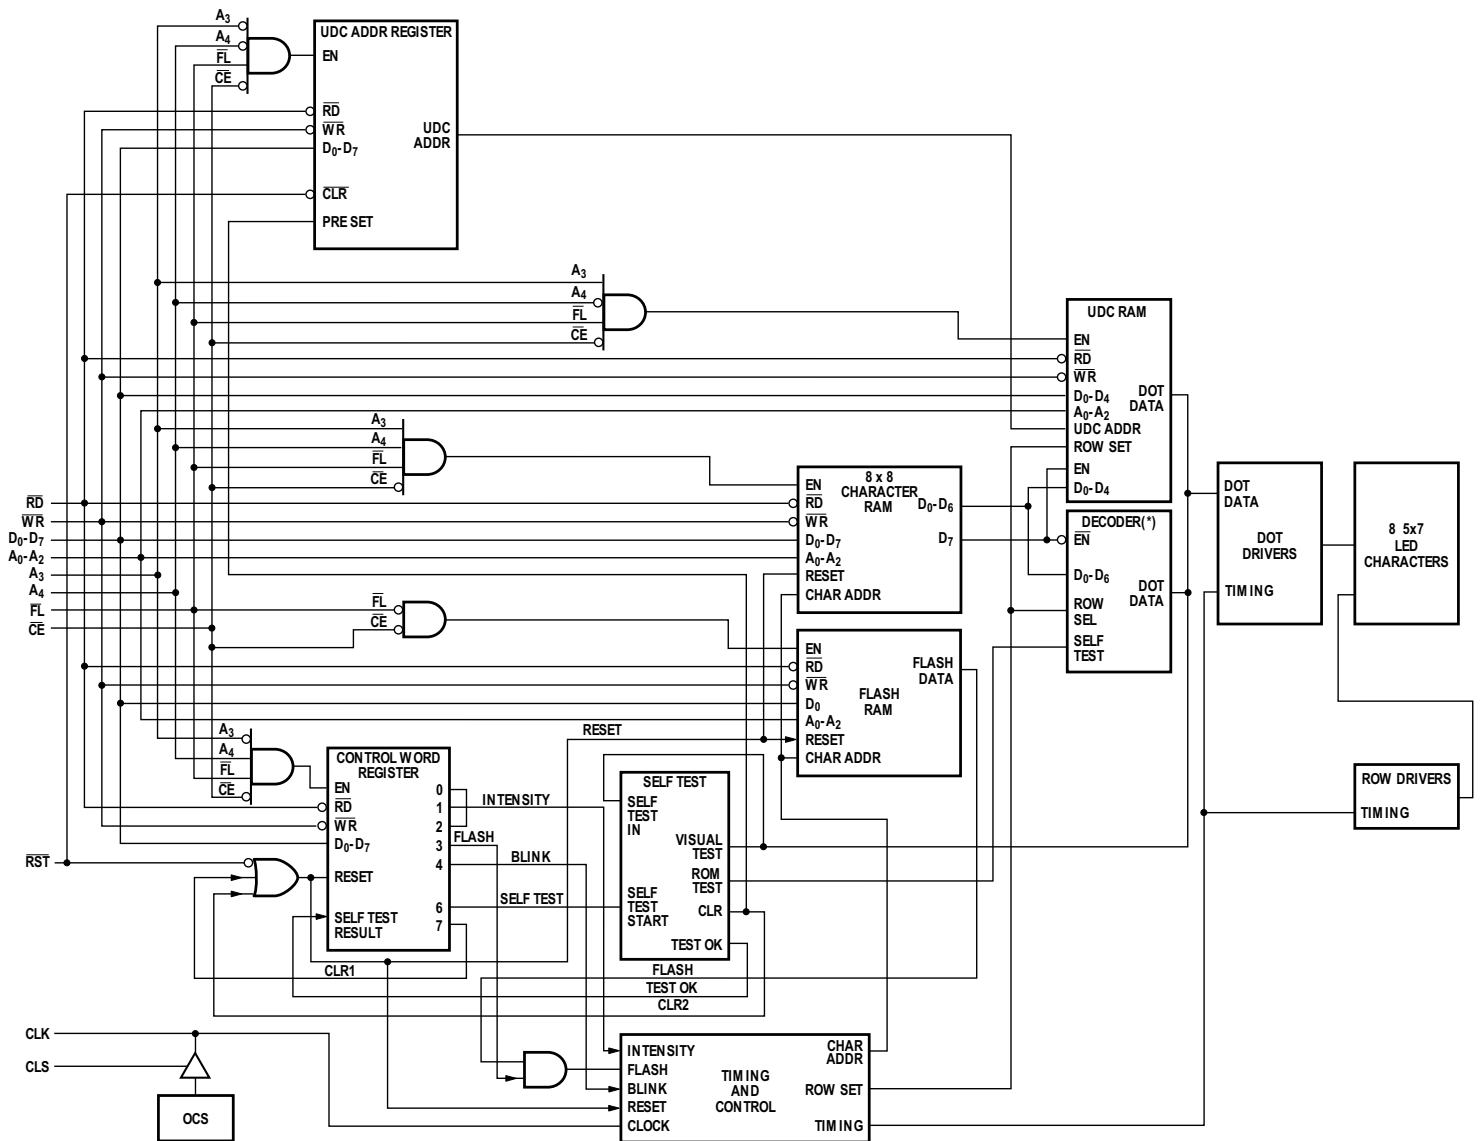 A3
A4
FL
CE
UDC ADDR REGISTER
EN
RD
WR
D0-D7
CLR
PRESET
UDC
ADDR
A3
A4
FL
CE
UDC RAM
EN
RD
WR
D0-D4
A0-A2
UDC ADDR
ROW SET
EN
D0-D4
DOT
DATA
A3
A4
FL
CE
8 x 8
CHARACTER
RAM
EN
RD
WR
D0-D7
A0-A2
RESET
CHAR ADDR
D0-D6
D7
DECODER(*)
EN
D0-D6
ROW
SEL
SELF
TEST
DOT
DATA
DOT
DATA
DOT
DRIVERS
TIMING
8 5x7
LED
CHARACTERS
RD
WR
D0-D7
A0-A2
A3
A4
FL
CE
FL
CE
EN
RD
WR
D0
A0-A2
RESET
CHAR ADDR
FLASH
DATA
FLASH
RAM
ROW DRIVERS
TIMING
RESET
A3
A4
FL
CE
CONTROL WORD
REGISTER
EN
RD
WR
D0-D7
RESET
SELF TEST
RESULT
0
1
2
3
4
6
7
INTENSITY
FLASH
BLINK
SELF TEST
SELF TEST
SELF
TEST
IN
VISUAL
TEST
ROM
TEST
SELF
TEST
START
CLR
TEST OK
RST
CLR1
FLASH
TEST OK
CLR2
CLK
CLS
OCS
INTENSITY
FLASH
BLINK
RESET
CLOCK
TIMING
AND
CONTROL
CHAR
ADDR
ROW SET
TIMING